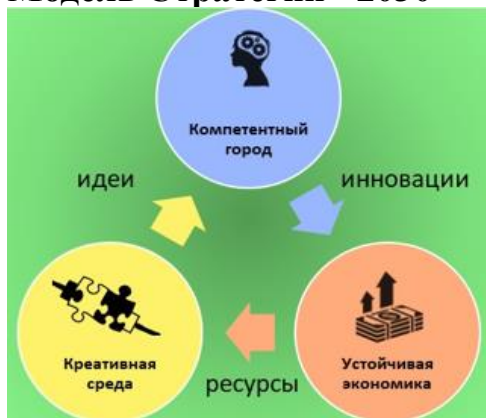 Модель Стратегии - 2030
Компетентный
город
идеи
инновации
Креативная
среда
ресурсы
Устойчивая
экономика